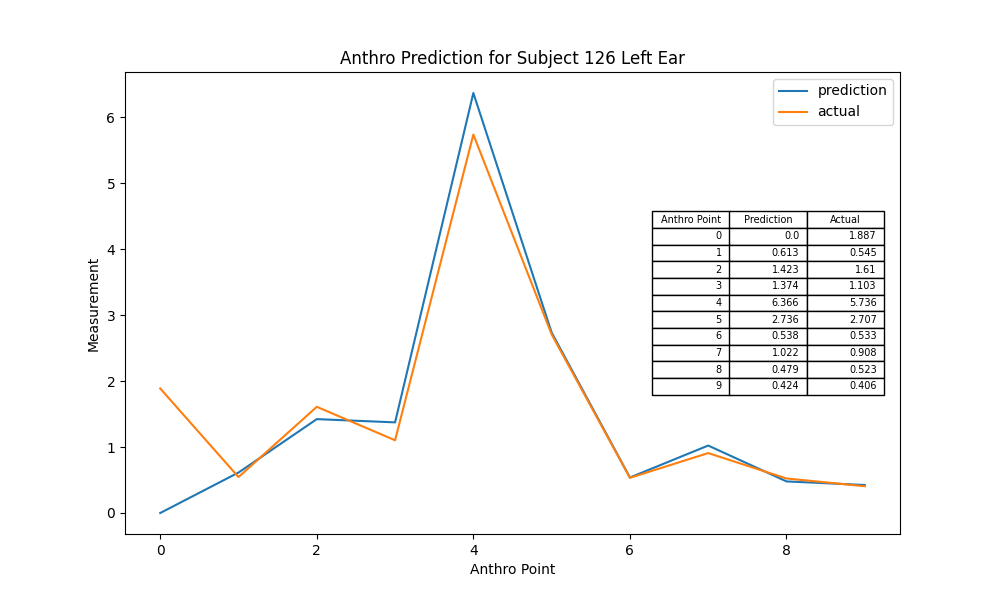 Anthro Prediction for Subject 126 Left Ear
prediction
actual
6
5
4
3
2
1
0
Measurement
Anthro Point Prediction Actual
0 0.0 1.887
1 0.613 0.545
2 1.423 1.61
3 1.374 1.103
4 6.366 5.736
5 2.736 2.707
6 0.538 0.533
7 1.022 0.908
8 0.479 0.523
9 0.424 0.406
0 2 4 6 8
Anthro Point